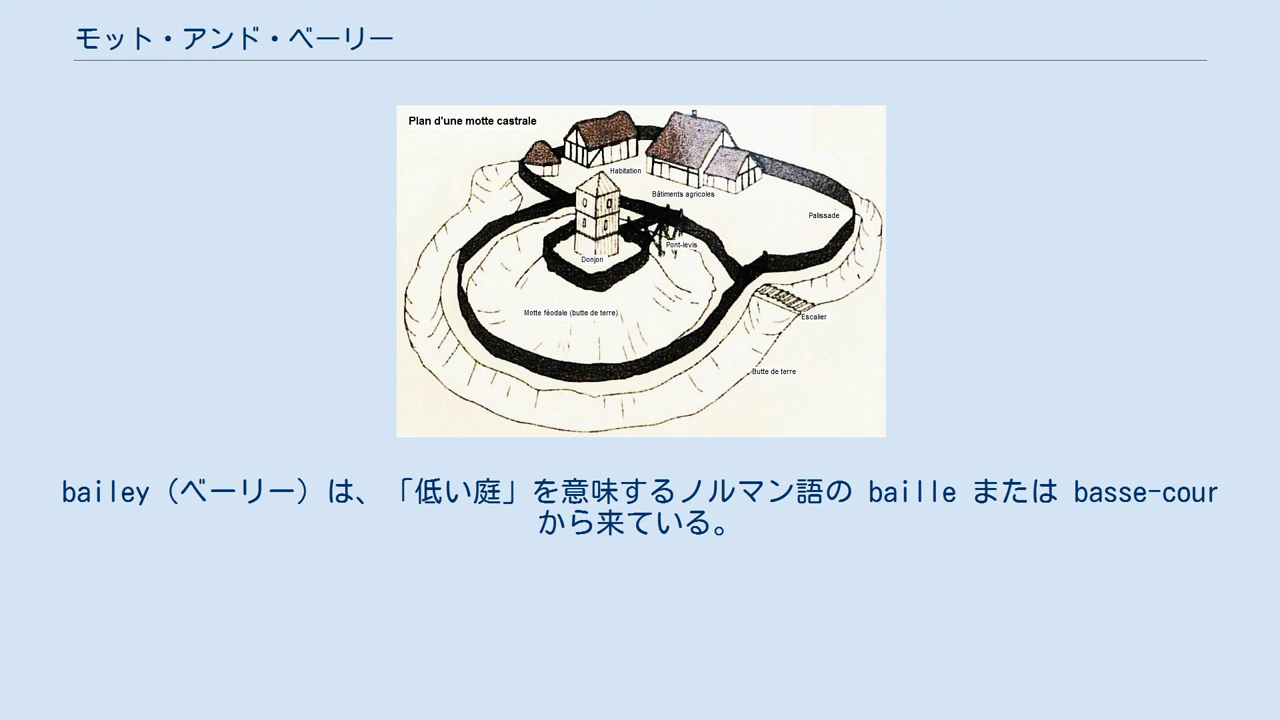 モット・アンド・ベーリー
Plan d'une motte castrale
Habitation
Bâtiments agricoles
Palissade
Pont-levis
Donjon
Motte féodale (butte de terre)
Escalier
Butte de terre
bailey（ベーリー）は、「低い庭」を意味するノルマン語の baille または basse-cour
から来ている。